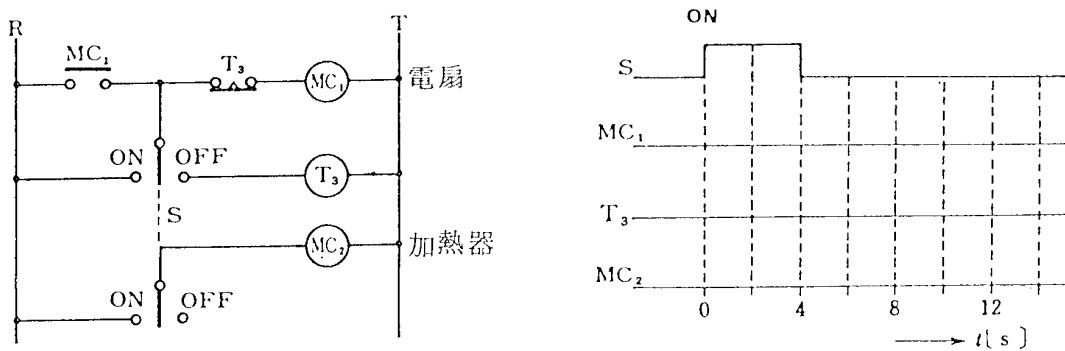 R
T
MC₁
T₃
MC₁
電扇
ON
OFF
T₃
S
MC₂
加熱器
ON
OFF
ON
S
MC₁
T₃
MC₂
0
4
8
12
t〔s〕